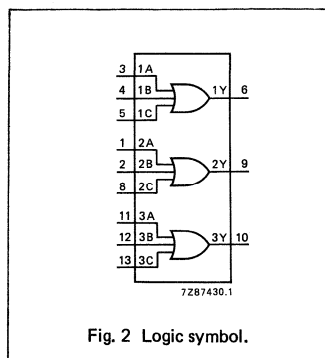 3 1A
4 1B 1Y 6
5 1C
1 2A
2 2B 2Y 9
8 2C
11 3A
12 3B 3Y 10
13 3C
7Z87430.1
Fig. 2 Logic symbol.